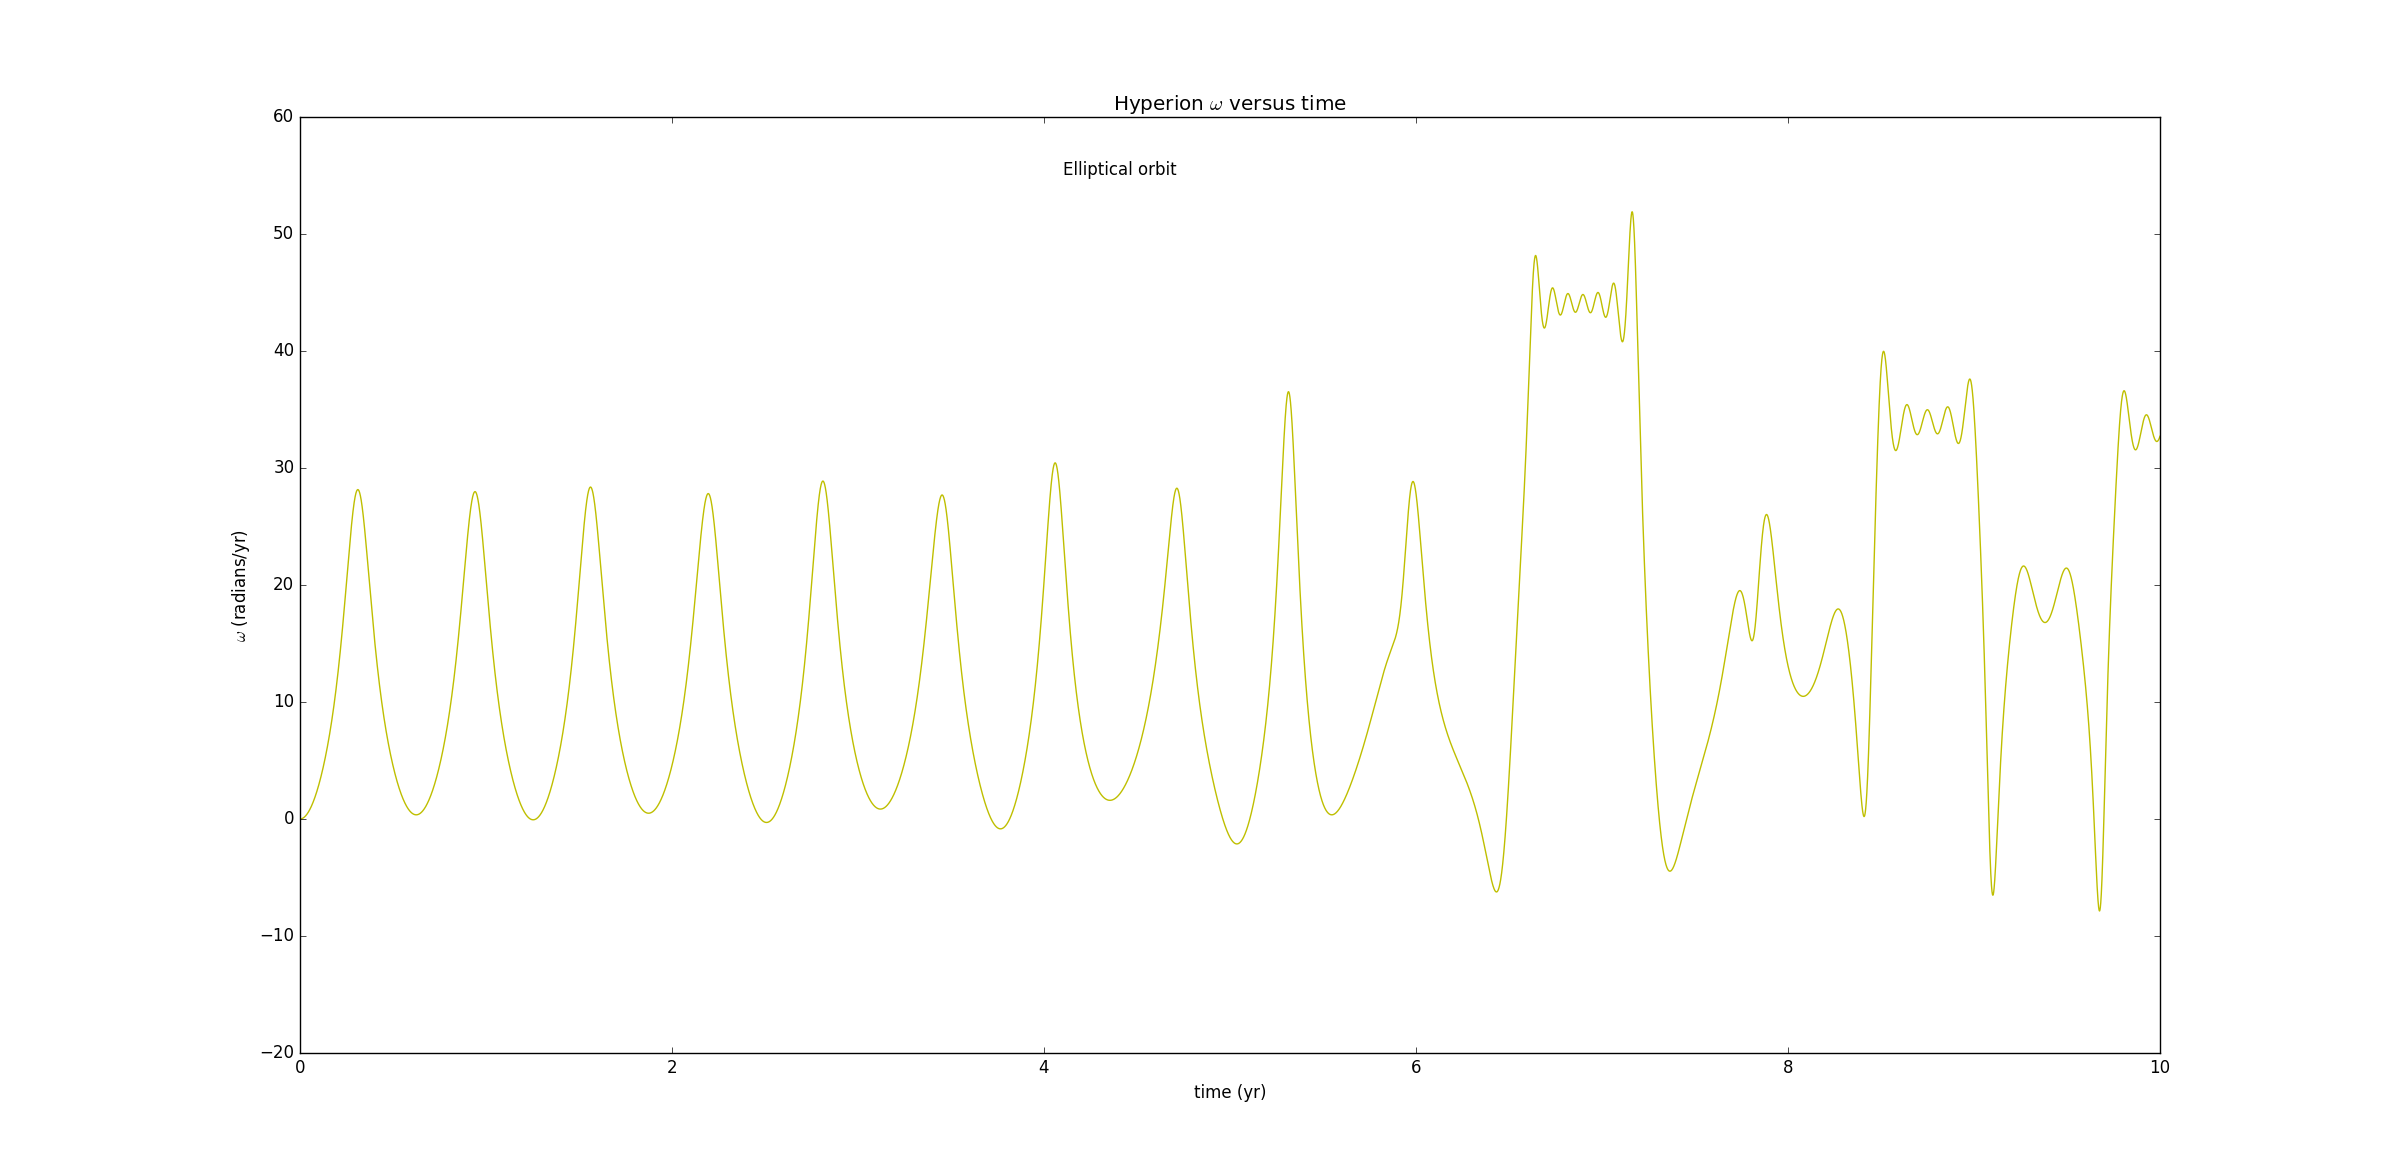 Hyperion ω versus time
60
Elliptical orbit
50
40
30
20
10
0
−10
−20
ω (radians/yr)
0 2 4 6 8 10
time (yr)